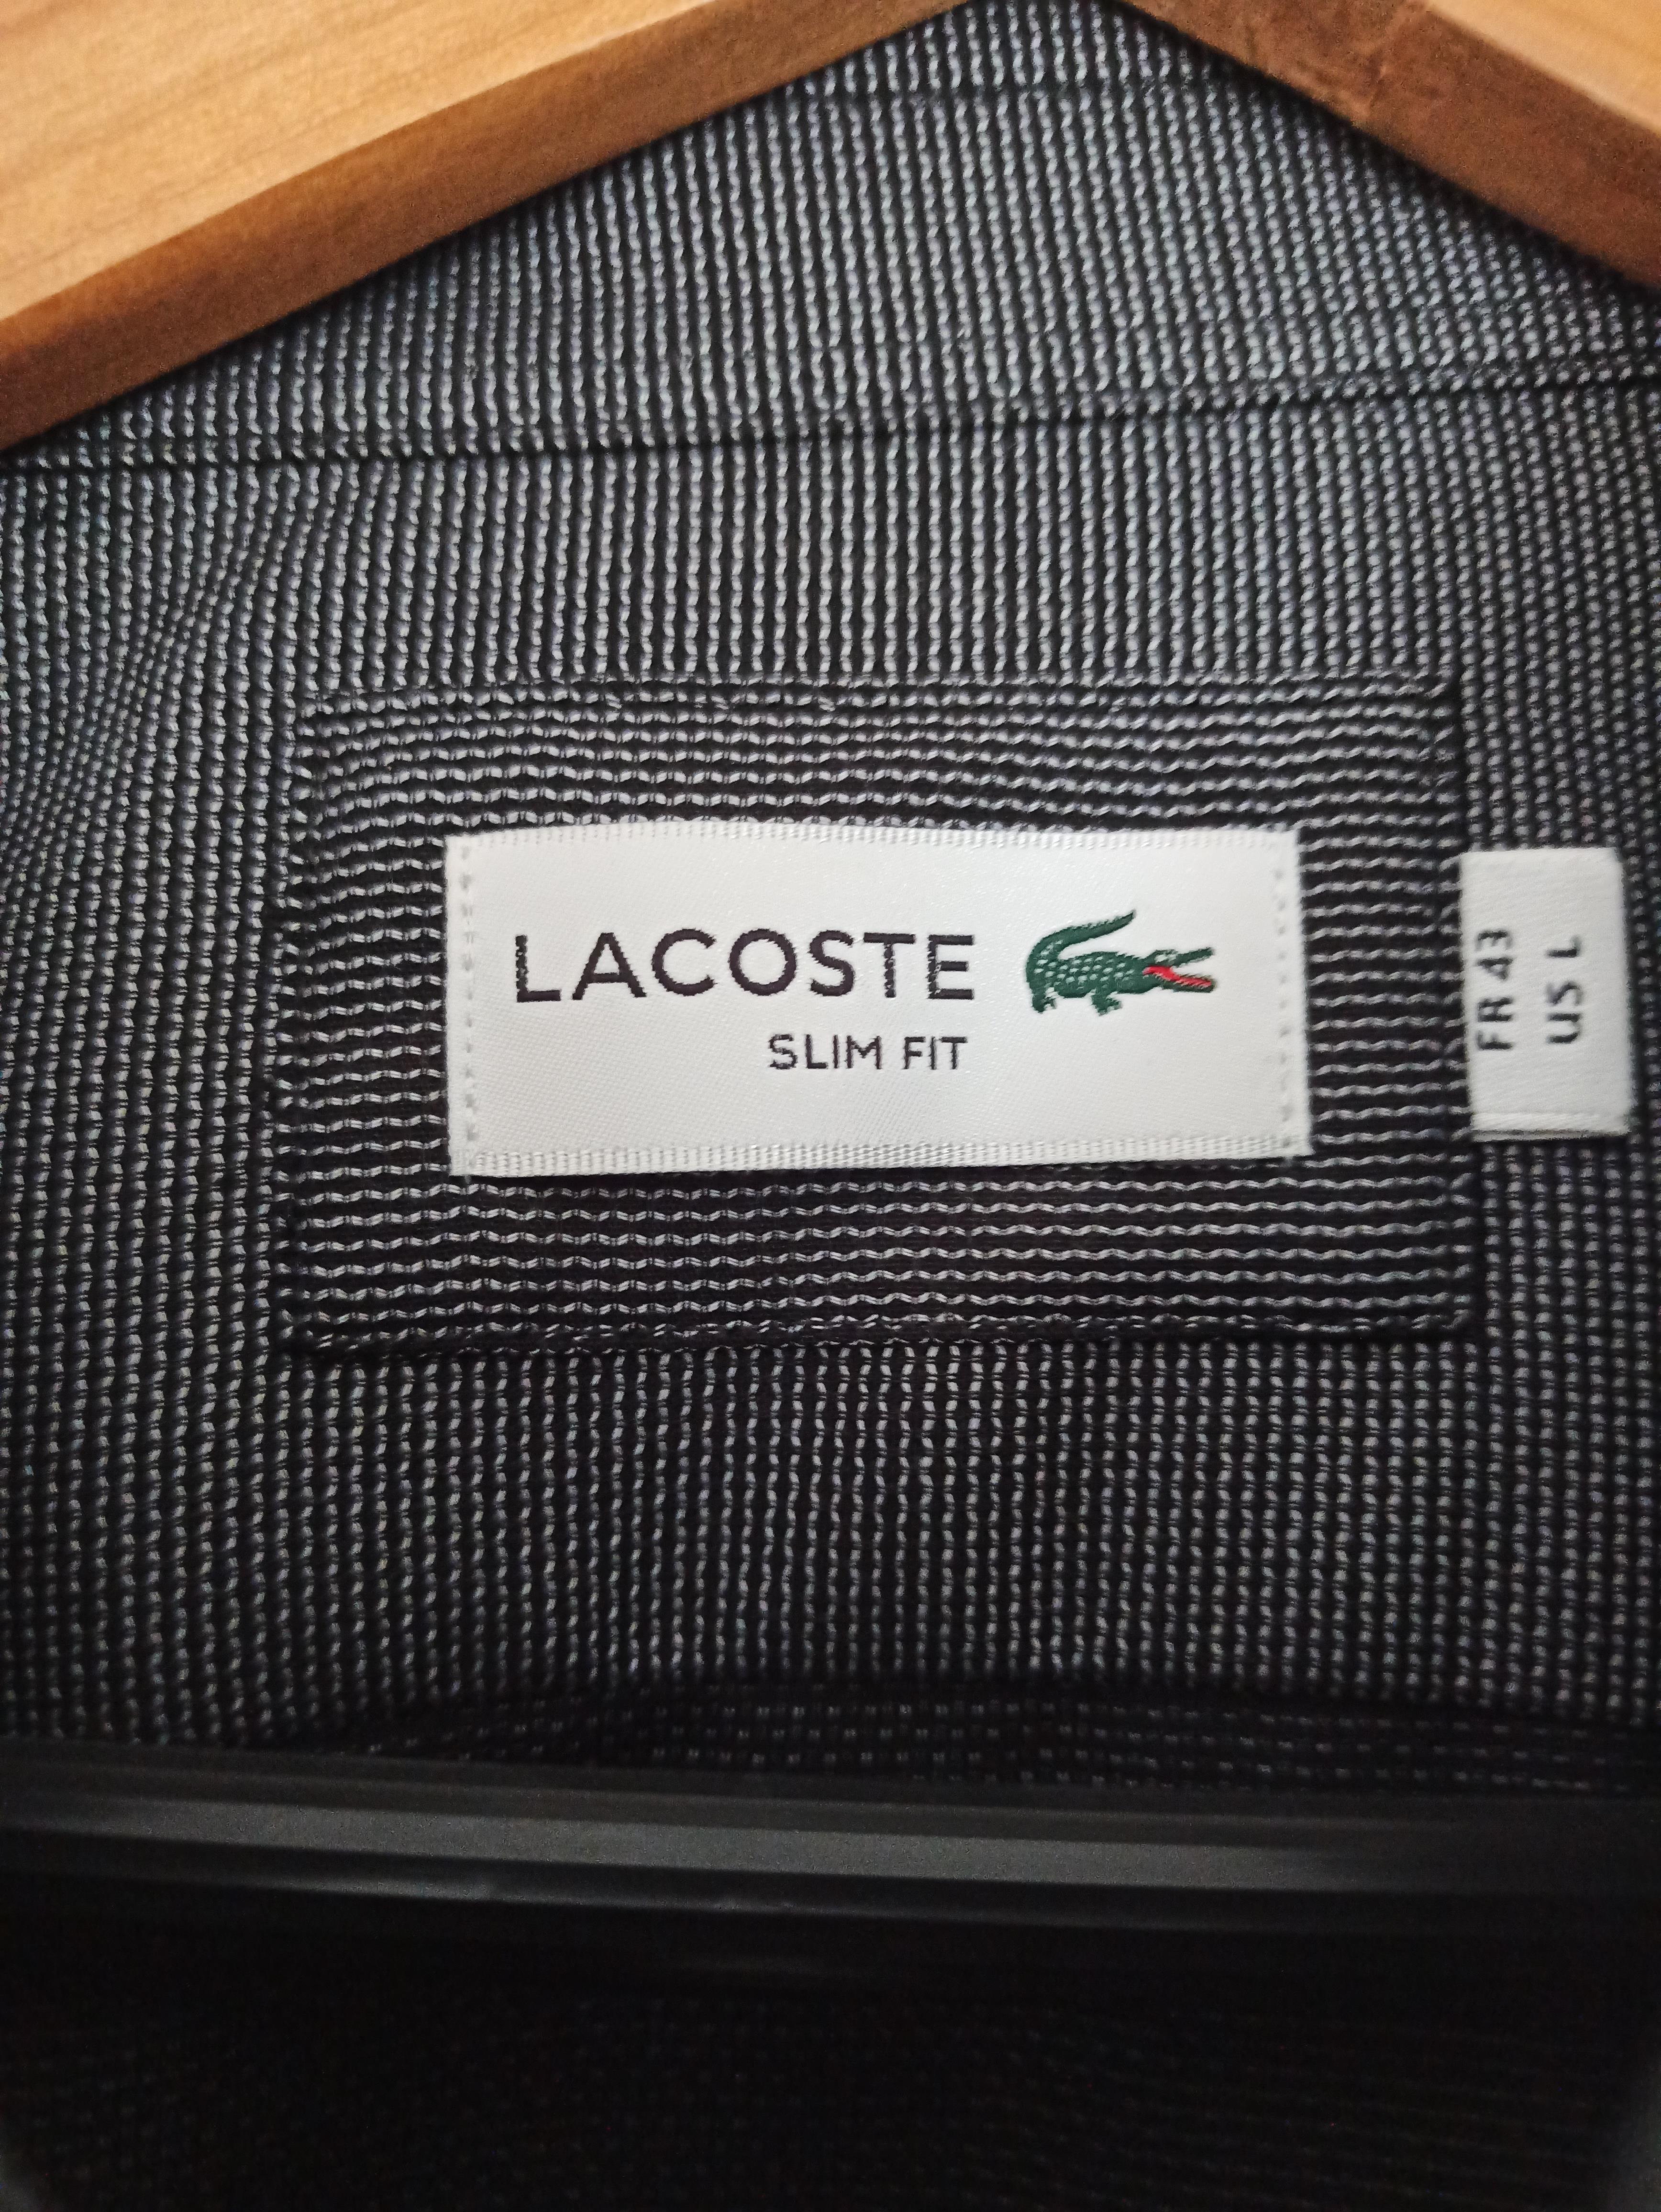 LACOSTE
SLIM FIT
FR 43
US L